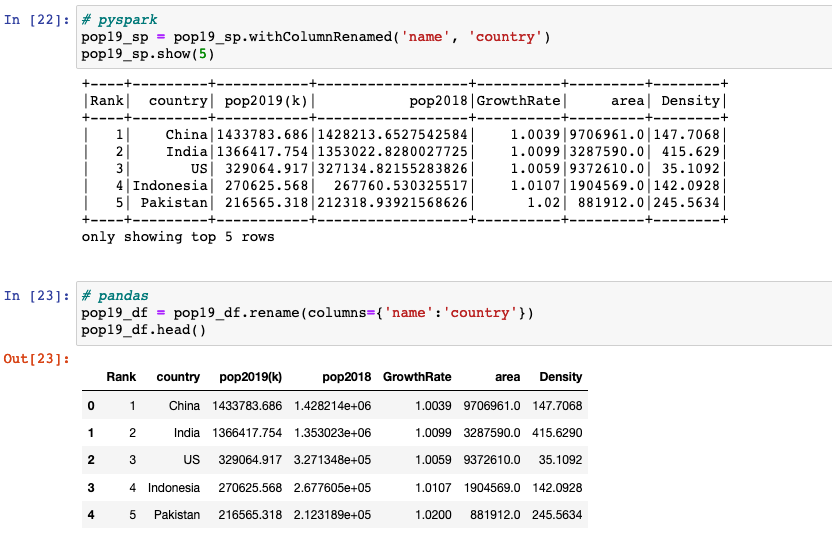 In [22]: # pyspark
pop19_sp = pop19_sp.withColumnRenamed('name', 'country')
pop19_sp.show(5)
+----+---------+-----------+------------------+----------+---------+--------+
|Rank|  country| pop2019(k)|           pop2018|GrowthRate|     area| Density|
+----+---------+-----------+------------------+----------+---------+--------+
|   1|    China|1433783.686|1428213.6527542584|    1.0039|9706961.0|147.7068|
|   2|    India|1366417.754|1353022.8280027725|    1.0099|3287590.0| 415.629|
|   3|       US| 329064.917|327134.82155283826|    1.0059|9372610.0| 35.1092|
|   4|Indonesia| 270625.568|  267760.530325517|    1.0107|1904569.0|142.0928|
|   5| Pakistan| 216565.318|212318.93921568626|      1.02| 881912.0|245.5634|
+----+---------+-----------+------------------+----------+---------+--------+
only showing top 5 rows
In [23]: # pandas
pop19_df = pop19_df.rename(columns={'name':'country'})
pop19_df.head()
Out[23]:
Rank country pop2019(k) pop2018 GrowthRate area Density
0 1 China 1433783.686 1.428214e+06 1.0039 9706961.0 147.7068
1 2 India 1366417.754 1.353023e+06 1.0099 3287590.0 415.6290
2 3 US 329064.917 3.271348e+05 1.0059 9372610.0 35.1092
3 4 Indonesia 270625.568 2.677605e+05 1.0107 1904569.0 142.0928
4 5 Pakistan 216565.318 2.123189e+05 1.0200 881912.0 245.5634